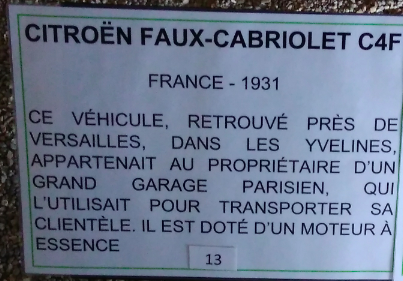 CITROËN FAUX-CABRIOLET C4F
FRANCE - 1931
CE VÉHICULE, RETROUVÉ PRÈS DE
VERSAILLES, DANS LES YVELINES,
APPARTENAIT AU PROPRIÉTAIRE D'UN
GRAND GARAGE PARISIEN, QUI
L'UTILISAIT POUR TRANSPORTER SA
CLIENTÈLE. IL EST DOTÉ D'UN MOTEUR À
ESSENCE
13